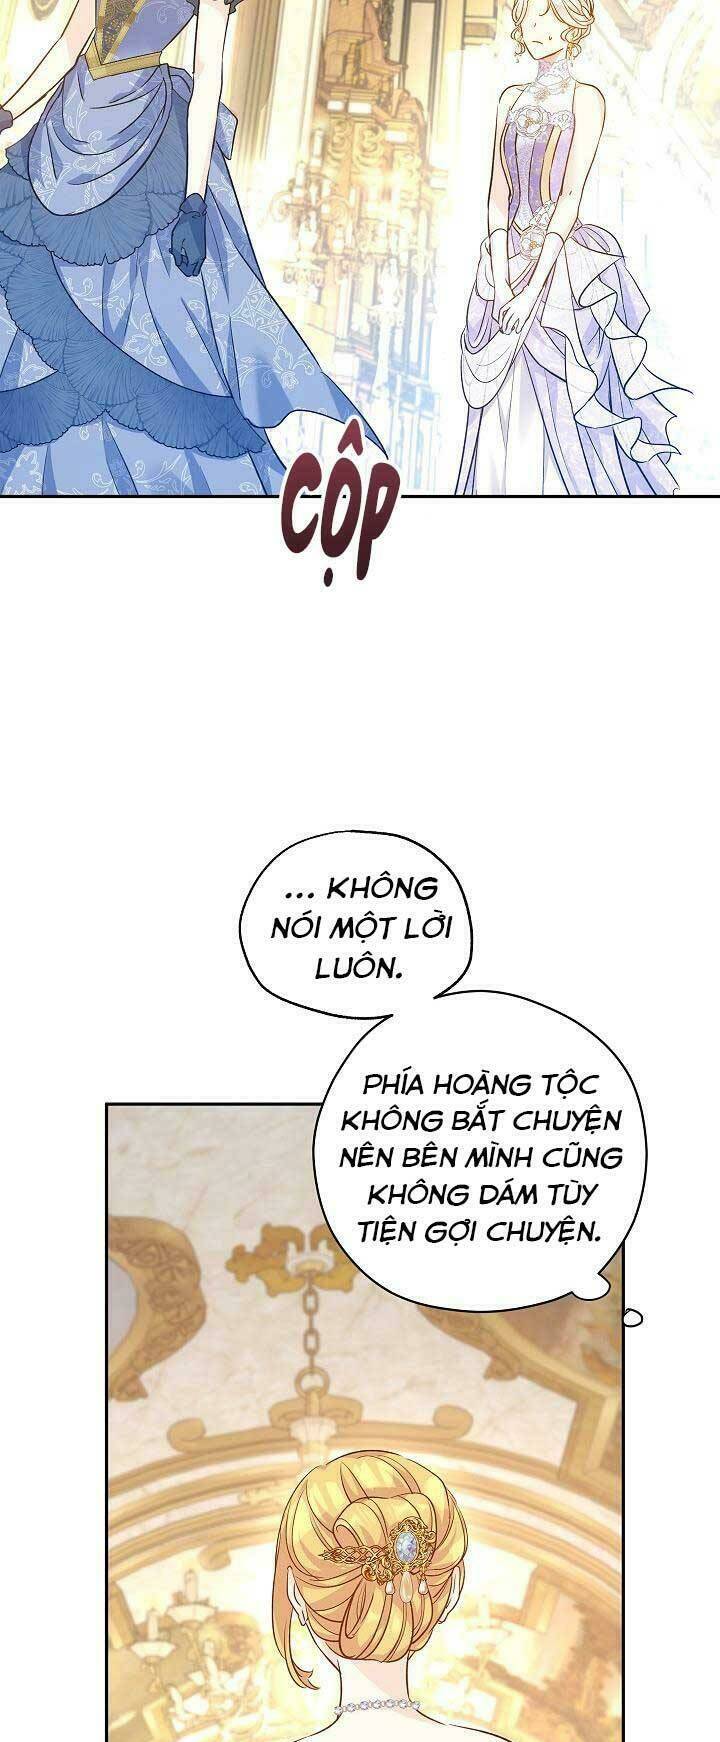 CỘP
... KHÔNG
NÓI MỘT LỜI
LUÔN.
PHÍA HOÀNG TỘC
KHÔNG BẮT CHUYỆN
NÊN BÊN MÌNH CŨNG
KHÔNG DÁM TÙY
TIỆN GỢI CHUYỆN.